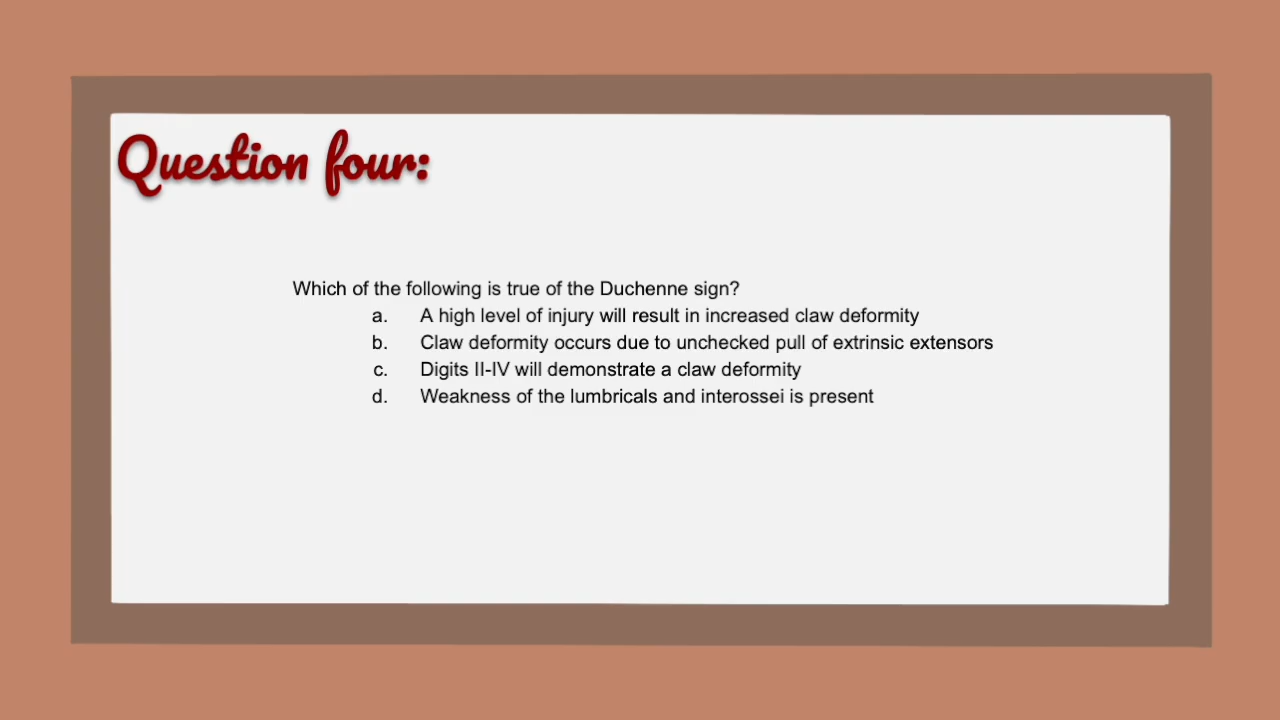 Question four:
Which of the following is true of the Duchenne sign?
a. A high level of injury will result in increased claw deformity
b. Claw deformity occurs due to unchecked pull of extrinsic extensors
c. Digits II-IV will demonstrate a claw deformity
d. Weakness of the lumbricals and interossei is present